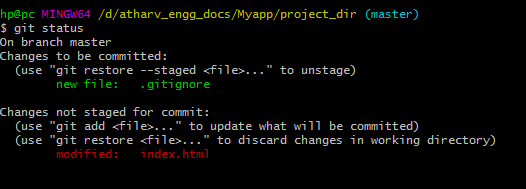 hp@pc MINGW64 /d/atharv_engg_docs/Myapp/project_dir (master)
$ git status
On branch master
Changes to be committed:
  (use "git restore --staged <file>..." to unstage)
        new file:   .gitignore

Changes not staged for commit:
  (use "git add <file>..." to update what will be committed)
  (use "git restore <file>..." to discard changes in working directory)
        modified:   index.html